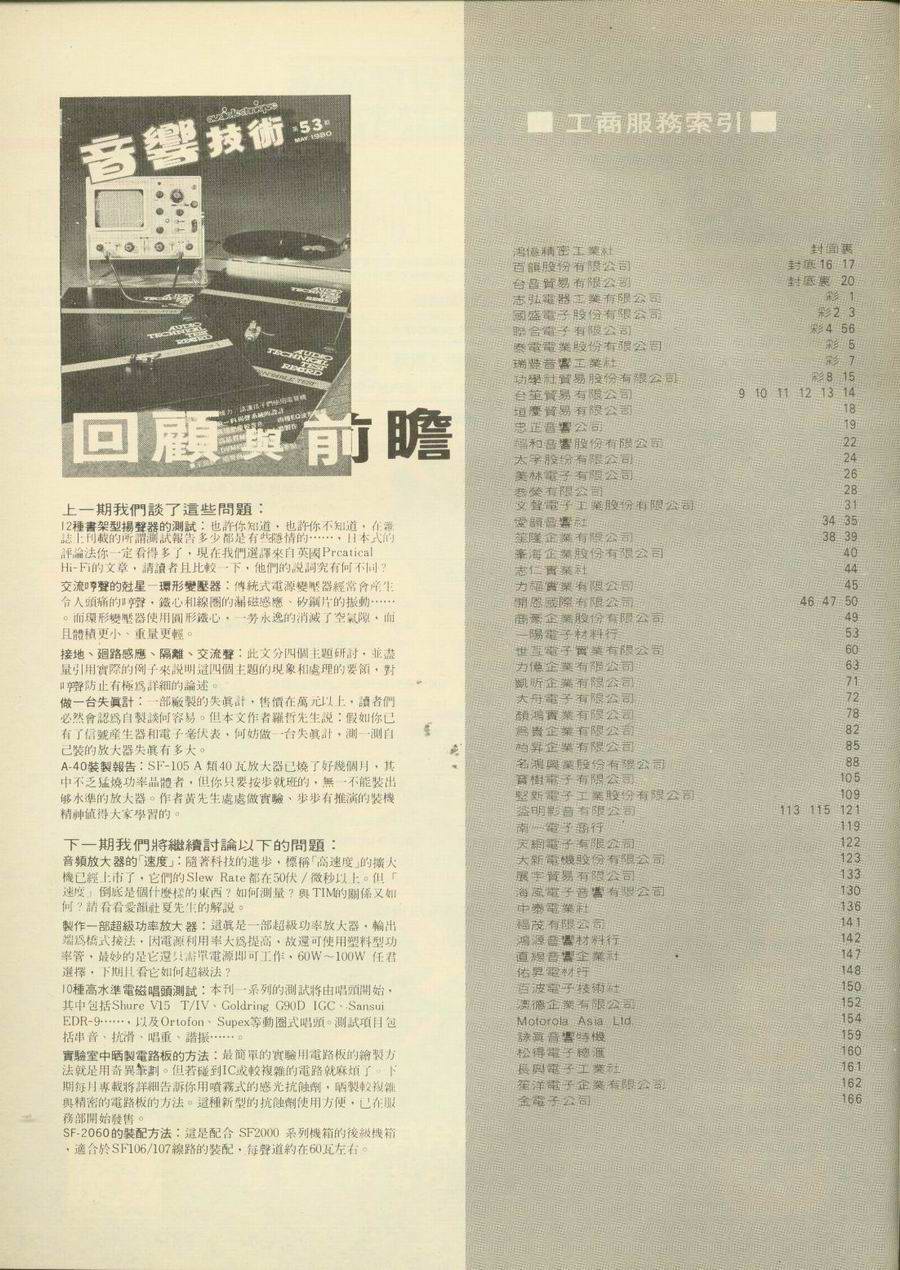 audiotechnique
音響技術
第53期
MAY 1980
AUDIO
TECHNICAL
TEST
RECORD
回顧與前瞻
上一期我們談了這些問題：
12種書架型揚聲器的測試：也許你知道，也許你不知道，在雜
誌上刊載的所謂測試報告多少都是有些隱情的……，日本式的
評論法你一定看得多了，現在我們選譯來自英國Prcatical
Hi-Fi的文章，請讀者且比較一下，他們的說詞究有何不同？
交流哼聲的尅星－環形變壓器：傳統式電源變壓器經常會產生
令人頭痛的哼聲，鐵心和線圈的漏磁感應、矽鋼片的振動……
。而環形變壓器使用圓形鐵心，一勞永逸的消滅了空氣隙，而
且體積更小、重量更輕。
接地、廻路感應、隔離、交流聲：此文分四個主題研討，並盡
量引用實際的例子來說明這四個主題的現象和處理的要領，對
哼聲防止有極爲詳細的論述。
做一台失眞計：一部廠製的失眞計，售價在萬元以上，讀者們
必然會認爲自製談何容易。但本文作者羅哲先生說：假如你已
有了信號產生器和電子毫伏表，何妨做一台失眞計，測一測自
己裝的放大器失眞有多大。
A-40裝製報告：SF-105 A 類40瓦放大器已燒了好幾個月，其
中不乏猛燒功率晶體者，但你只要按步就班的，無一不能裝出
够水準的放大器。作者黃先生處處做實驗、步步有推演的裝機
精神値得大家學習的。
下一期我們將繼續討論以下的問題：
音頻放大器的「速度」：隨著科技的進步，標稱「高速度」的擴大
機已經上市了，它們的Slew Rate都在50伏／微秒以上。但「
速度」倒底是個什麼樣的東西？如何測量？與TIM的關係又如
何？請看看愛韻社夏先生的解說。
製作一部超級功率放大器：這眞是一部超級功率放大器，輸出
端爲橋式接法，因電源利用率大爲提高，故還可使用塑料型功
率管，最妙的是它還只需單電源即可工作，60W～100W 任君
選擇，下期且看它如何超級法？
10種高水準電磁唱頭測試：本刊一系列的測試將由唱頭開始，
其中包括Shure V15 T/IV、Goldring G90D IGC、Sansui
EDR-9……，以及Ortofon、Supex等動圈式唱頭。測試項目包
括串音、抗滑、唱重、諧振……。
實驗室中晒製電路板的方法：最簡單的實驗用電路板的繪製方
法就是用奇異筆劃。但若碰到IC或較複雜的電路就麻煩了。下
期每月專載將詳細告訴你用噴霧式的感光抗蝕劑，晒製較複雜
與精密的電路板的方法。這種新型的抗蝕劑使用方便，已在服
務部開始發售。
SF-2060的裝配方法：這是配合 SF2000 系列機箱的後級機箱
，適合於SF106/107線路的裝配，每聲道約在60瓦左右。
■ 工商服務索引 ■
鴻億精密工業社 封面裏
百韻股份有限公司 封底16 17
台音貿易有限公司 封底裏 20
志弘電器工業有限公司 彩 1
國盛電子股份有限公司 彩2 3
聯合電子有限公司 彩4 56
泰電電業股份有限公司 彩 5
瑞豐音響工業社 彩 7
功學社貿易股份有限公司 彩8 15
台笙貿易有限公司 9 10 11 12 13 14
垣慶貿易有限公司 18
忠正音響公司 19
福和音響股份有限公司 22
大孚股份有限公司 24
美林電子有限公司 26
泰榮有限公司 28
文聲電子工業股份有限公司 31
愛韻音響社 34 35
笙隆企業有限公司 38 39
臺海企業股份有限公司 40
志仁實業社 44
力福實業有限公司 45
開恩國際有限公司 46 47 50
商豪企業股份有限公司 49
一陽電子材料行 53
世互電子實業有限公司 60
力億企業有限公司 63
凱昕企業有限公司 71
大舟電子有限公司 72
顏鴻實業有限公司 78
爲貴企業有限公司 82
柏昇企業有限公司 85
名鴻興業股份有限公司 88
寶樹電子有限公司 105
堅新電子工業股份有限公司 109
盜明影音有限公司 113 115 121
南一電子商行 119
天網電子有限公司 122
大新電機股份有限公司 123
展宇貿易有限公司 133
海風電子音響有限公司 130
中泰電業社 136
福茂有限公司 141
鴻源音響材料行 142
直線音響企業社 147
佑昇電材行 148
百波電子技術社 150
漢德企業有限公司 152
Motorola Asia Ltd 154
詠眞音響特機 159
松得電子總滙 160
長興電子工業社 161
笙洋電子企業有限公司 162
金電子公司 166